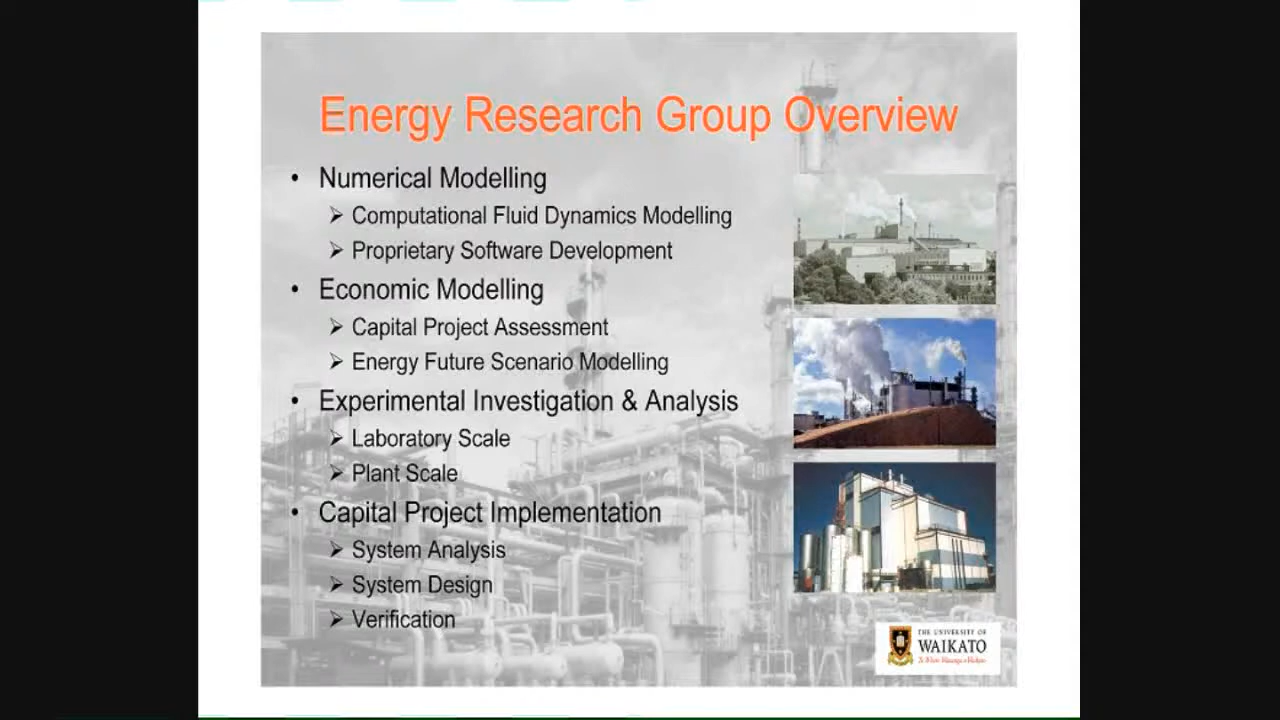 Energy Research Group Overview
• Numerical Modelling
➢ Computational Fluid Dynamics Modelling
➢ Proprietary Software Development
• Economic Modelling
➢ Capital Project Assessment
➢ Energy Future Scenario Modelling
• Experimental Investigation & Analysis
➢ Laboratory Scale
➢ Plant Scale
• Capital Project Implementation
➢ System Analysis
➢ System Design
➢ Verification
THE UNIVERSITY OF
WAIKATO